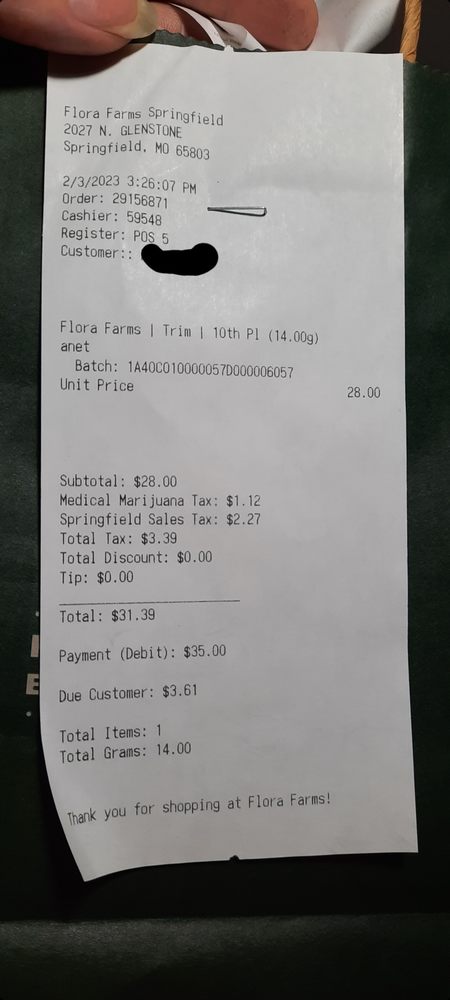 Flora Farms Springfield
2027 N. GLENSTONE
Springfield, MO 65803
2/3/2023 3:26:07 PM
Order: 29156871
Cashier: 59548
Register: POS 5
Customer::
Flora Farms | Trim | 10th Pl (14.00g)
anet
Batch: 1A40C010000057D000006057
Unit Price 28.00
Subtotal: $28.00
Medical Marijuana Tax: $1.12
Springfield Sales Tax: $2.27
Total Tax: $3.39
Total Discount: $0.00
Tip: $0.00
Total: $31.39
Payment (Debit): $35.00
Due Customer: $3.61
Total Items: 1
Total Grams: 14.00
Thank you for shopping at Flora Farms!